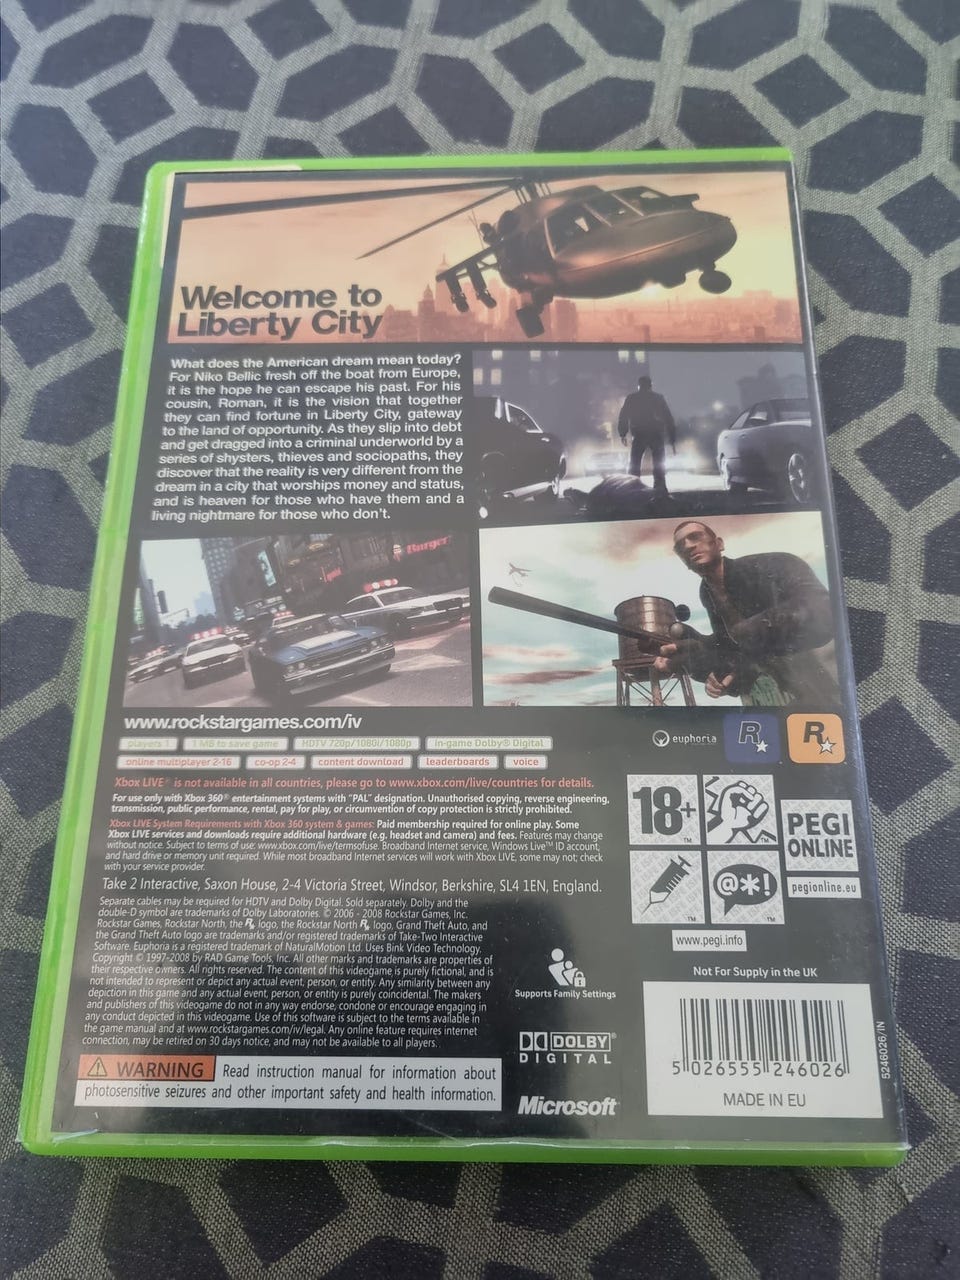 Welcome to
Liberty City
What does the American dream mean today?
For Niko Bellic fresh off the boat from Europe,
it is the hope he can escape his past. For his
cousin, Roman, it is the vision that together
they can find fortune in Liberty City, gateway
to the land of opportunity. As they slip into debt
and get dragged into a criminal underworld by a
series of shysters, thieves and sociopaths, they
discover that the reality is very different from the
dream in a city that worships money and status,
and is heaven for those who have them and a
living nightmare for those who don't.
Burger
www.rockstargames.com/iv
players 1 1 MB to save game HDTV 720p/1080i/1080p in-game Dolby® Digital
online multiplayer 2-16 co-op 2-4 content download leaderboards voice
euphoria R R
Xbox LIVE® is not available in all countries, please go to www.xbox.com/live/countries for details.
For use only with Xbox 360® entertainment systems with "PAL" designation. Unauthorised copying, reverse engineering,
transmission, public performance, rental, pay for play, or circumvention of copy protection is strictly prohibited.
Xbox LIVE System Requirements with Xbox 360 system & games: Paid membership required for online play. Some
Xbox LIVE services and downloads require additional hardware (e.g. headset and camera) and fees. Features may change
without notice. Subject to terms of use: www.xbox.com/live/termsofuse. Broadband Internet service, Windows Live™ ID account,
and hard drive or memory unit required. While most broadband Internet services will work with Xbox LIVE, some may not; check
with your service provider.
Take 2 Interactive, Saxon House, 2-4 Victoria Street, Windsor, Berkshire, SL4 1EN, England.
Separate cables may be required for HDTV and Dolby Digital. Sold separately. Dolby and the
double-D symbol are trademarks of Dolby Laboratories. © 2006 - 2008 Rockstar Games, Inc.
Rockstar Games, Rockstar North, the R logo, the Rockstar North R logo, Grand Theft Auto, and
the Grand Theft Auto logo are trademarks and/or registered trademarks of Take-Two Interactive
Software. Euphoria is a registered trademark of NaturalMotion Ltd. Uses Bink Video Technology.
Copyright © 1997-2008 by RAD Game Tools, Inc. All other marks and trademarks are properties of
their respective owners. All rights reserved. The content of this videogame is purely fictional, and is
not intended to represent or depict any actual event, person, or entity. Any similarity between any
depiction in this game and any actual event, person, or entity is purely coincidental. The makers
and publishers of this videogame do not in any way endorse, condone or encourage engaging in
any conduct depicted in this videogame. Use of this software is subject to the terms available in
the game manual and at www.rockstargames.com/iv/legal. Any online feature requires internet
connection, may be retired on 30 days notice, and may not be available to all players.
WARNING Read instruction manual for information about
photosensitive seizures and other important safety and health information.
18+
PEGI
ONLINE
@*!
pegionline.eu
www.pegi.info
Supports Family Settings
DOLBY
DIGITAL
Microsoft
Not For Supply in the UK
5 026555 246026
MADE IN EU
5246026/IN